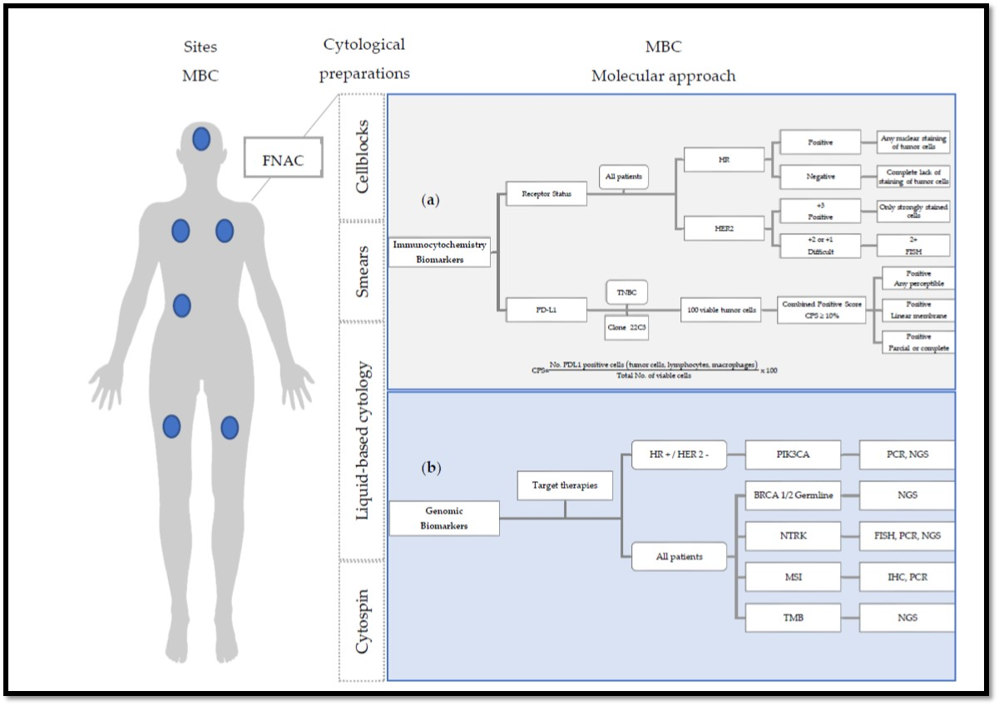 Sites
MBC
Cytological
preparations
MBC
Molecular approach
FNAC
Cellblocks
Smears
Liquid-based cytology
Cytospin
(a)
Immunocytochemistry
Biomarkers
Receptor Status
All patients
HR
Positive
Any nuclear staining
of tumor cells
Negative
Complete lack of
staining of tumor cells
HER2
+3
Positive
Only strongly stained
cells
+2 or +1
Difficult
2+
FISH
PD-L1
TNBC
Clone 22C3
100 viable tumor cells
Combined Positive Score
CPS ≥ 10%
Positive
Any perceptible
Positive
Linear membrane
Positive
Parcial or complete
CPS= No. PDL1 positive cells (tumor cells, lymphocytes, macrophages) x 100
Total No. of viable cells
(b)
Genomic
Biomarkers
Target therapies
HR + / HER 2 -
PIK3CA
PCR, NGS
All patients
BRCA 1/2 Germline
NGS
NTRK
FISH, PCR, NGS
MSI
IHC, PCR
TMB
NGS